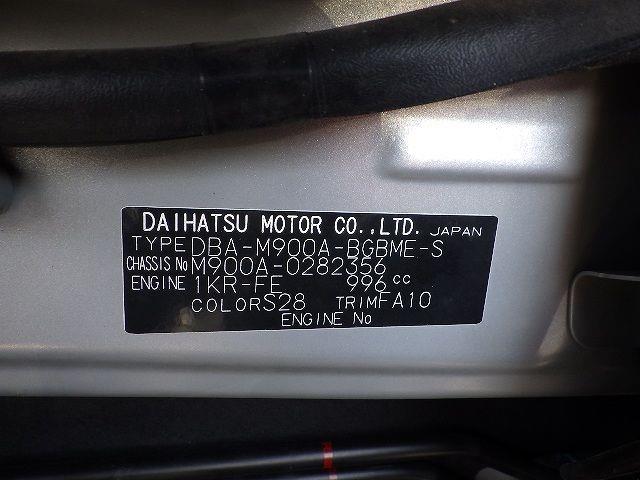 DAIHATSU MOTOR CO.,LTD. JAPAN
TYPE DBA-M900A-BGBME-S
CHASSIS No M900A-0282356
ENGINE 1KR-FE 996 cc
COLOR S28 TRIM FA10
ENGINE No